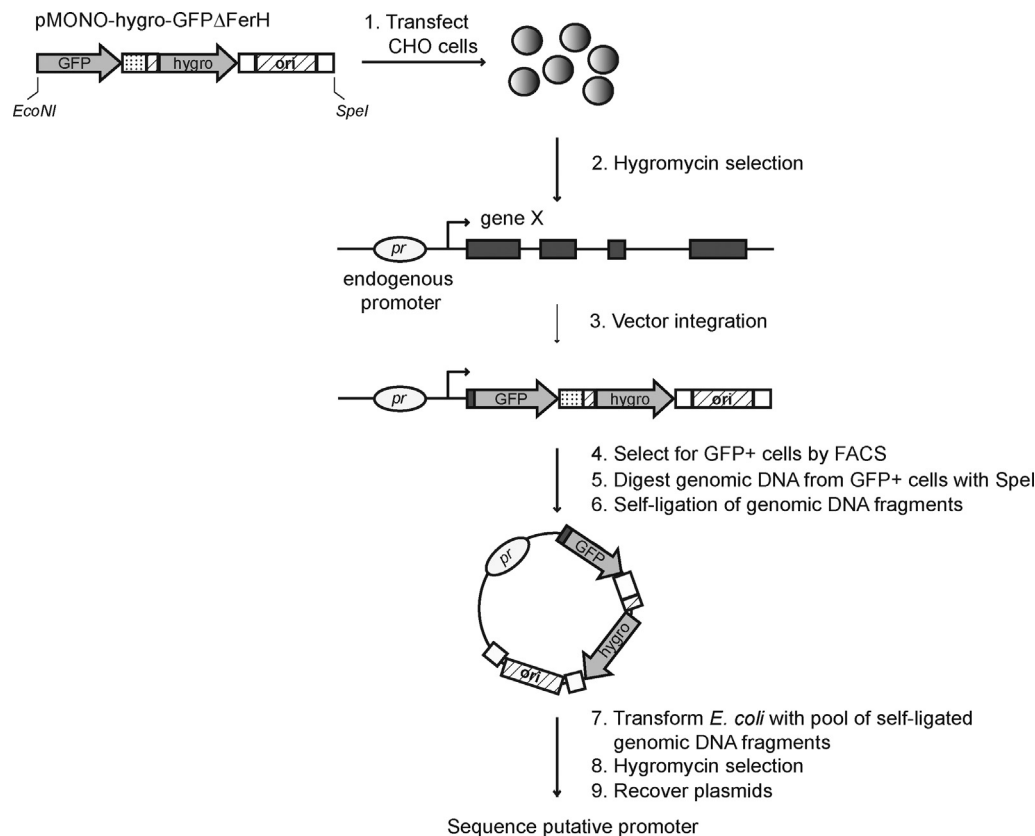 pMONO-hygro-GFPΔFerH
1. Transfect
CHO cells
GFP
hygro
ori
EcoNI
SpeI
2. Hygromycin selection
gene X
pr
endogenous
promoter
3. Vector integration
pr
GFP
hygro
ori
4. Select for GFP+ cells by FACS
5. Digest genomic DNA from GFP+ cells with SpeI
6. Self-ligation of genomic DNA fragments
pr
GFP
hygro
ori
7. Transform E. coli with pool of self-ligated
genomic DNA fragments
8. Hygromycin selection
9. Recover plasmids
Sequence putative promoter